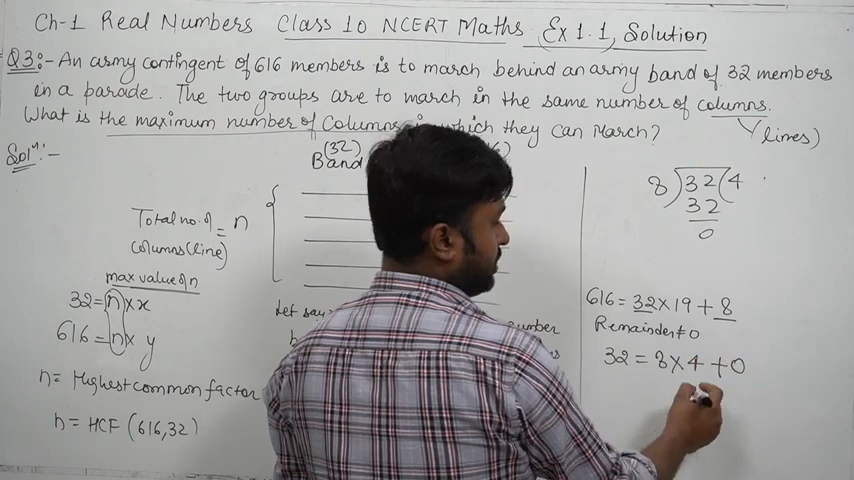 Ch-1 Real Numbers Class 10 NCERT Maths Ex 1.1, Solution
Q3:- An army contingent of 616 members is to march behind an army band of 32 members
in a parade. The two groups are to march in the same number of columns.
What is the maximum number of columns in which they can march?
(lines)
Solⁿ:-
(32)
Band
Total no. of
columns (line) = n
max value of n
32 = n × x
616 = n × y
n = Highest common factor
n = HCF (616,32)
Let say
number
8)32(4
32
0
616 = 32×19 + 8
Remainder ≠ 0
32 = 8 × 4 + 0